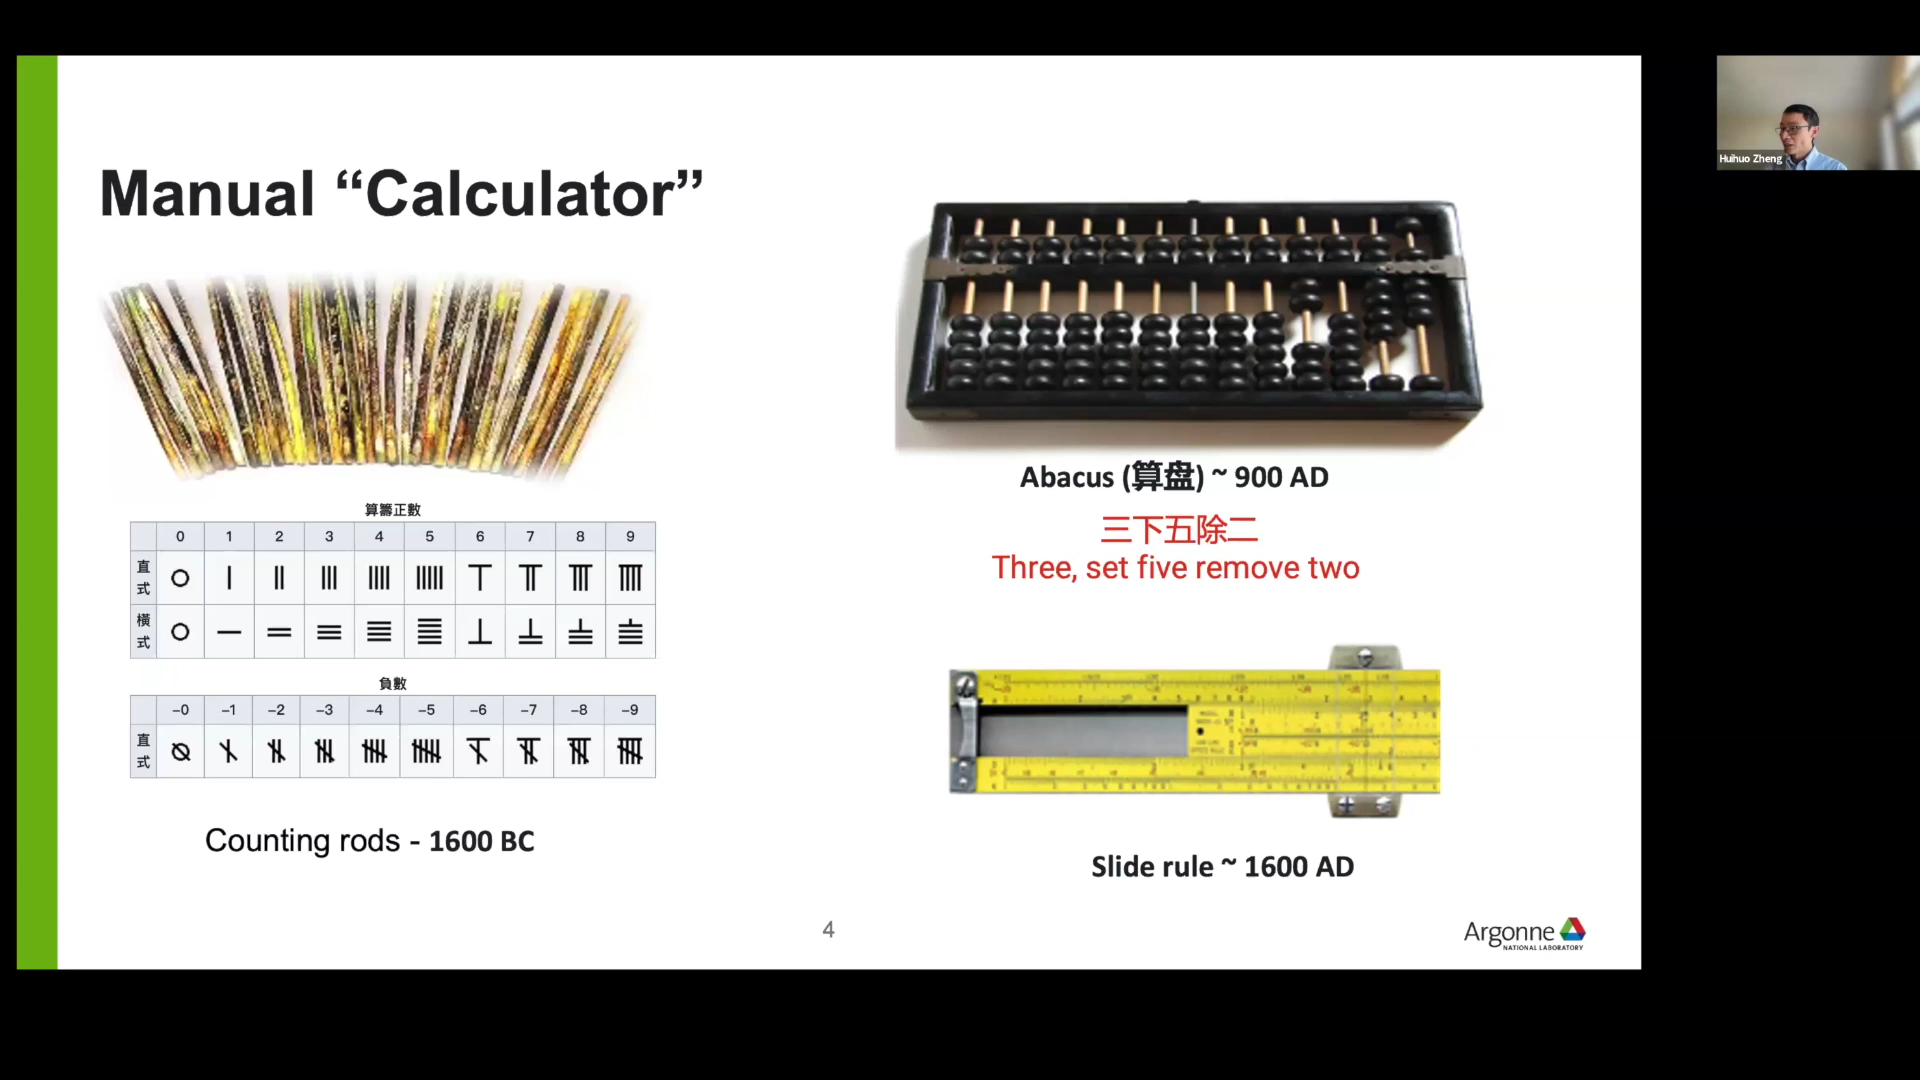 Manual “Calculator”
算籌正數
0 1 2 3 4 5 6 7 8 9
直式
橫式
負數
–0 –1 –2 –3 –4 –5 –6 –7 –8 –9
直式
Counting rods - 1600 BC
Abacus (算盘) ~ 900 AD
三下五除二
Three, set five remove two
Slide rule ~ 1600 AD
4
Argonne
NATIONAL LABORATORY
Huihuo Zheng